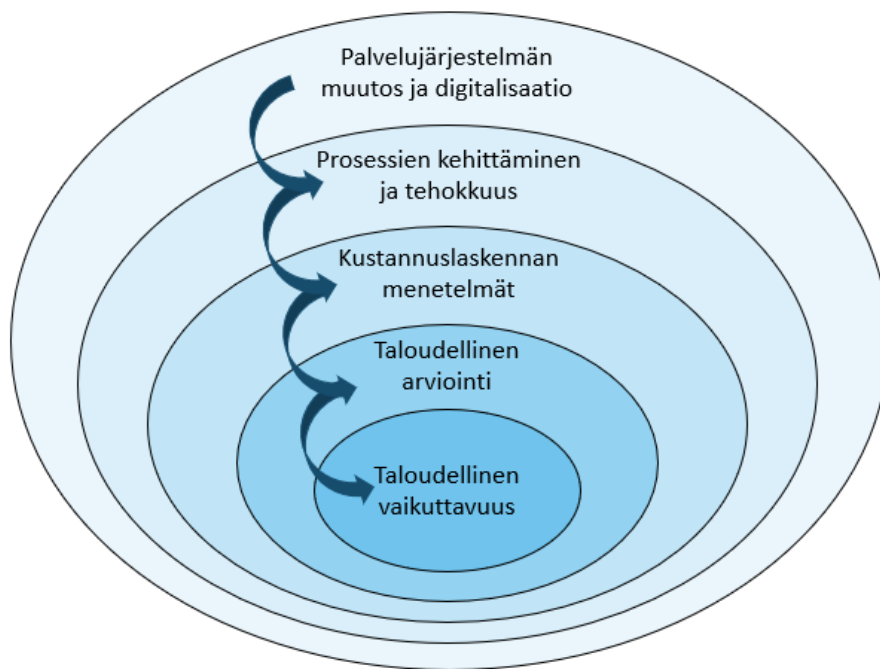 Palvelujärjestelmän
muutos ja digitalisaatio
Prosessien kehittäminen
ja tehokkuus
Kustannuslaskennan
menetelmät
Taloudellinen
arviointi
Taloudellinen
vaikuttavuus